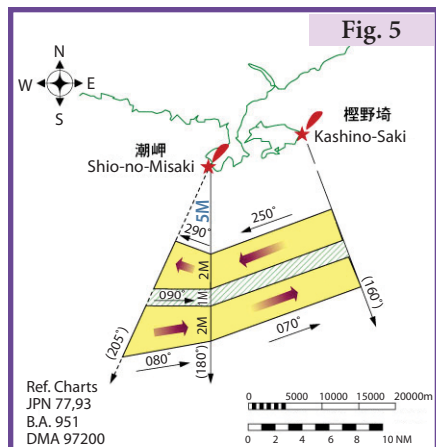 Fig. 5
N
W
E
S
樫野埼
Kashino-Saki
潮岬
Shio-no-Misaki
5M
250°
290°
2M
090°
1M
2M
(160°)
(205°)
(180°)
080°
070°
Ref. Charts
JPN 77,93
B.A. 951
DMA 97200
0 5000 10000 15000 20000m
0 2 4 6 8 10 NM